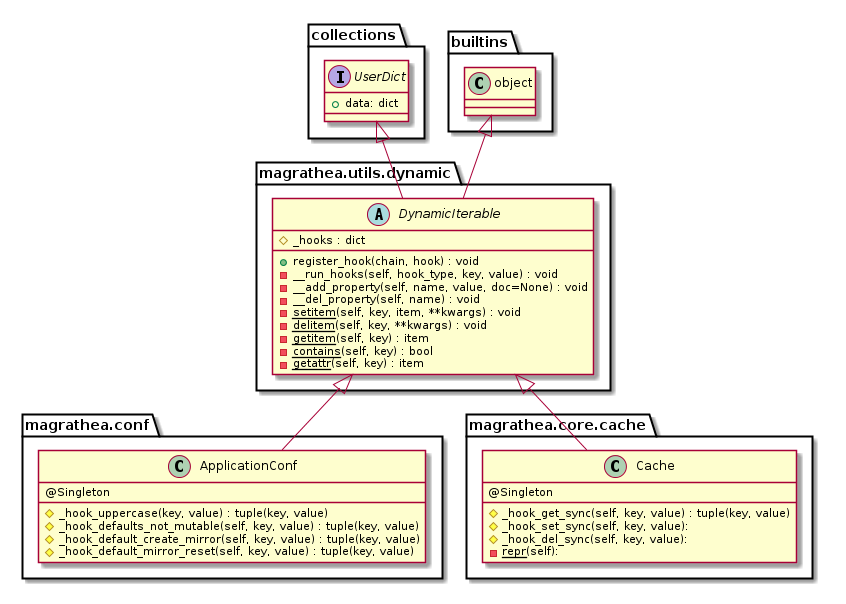 collections
builtins
I UserDict
C object
data: dict
magrathea.utils.dynamic
A DynamicIterable
_hooks : dict
register_hook(chain, hook) : void
__run_hooks(self, hook_type, key, value) : void
__add_property(self, name, value, doc=None) : void
__del_property(self, name) : void
setitem(self, key, item, **kwargs) : void
delitem(self, key, **kwargs) : void
getitem(self, key) : item
contains(self, key) : bool
getattr(self, key) : item
magrathea.conf
C ApplicationConf
@Singleton
_hook_uppercase(key, value) : tuple(key, value)
_hook_defaults_not_mutable(self, key, value) : tuple(key, value)
_hook_default_create_mirror(self, key, value) : tuple(key, value)
_hook_default_mirror_reset(self, key, value) : tuple(key, value)
magrathea.core.cache
C Cache
@Singleton
_hook_get_sync(self, key, value) : tuple(key, value)
_hook_set_sync(self, key, value):
_hook_del_sync(self, key, value):
repr(self):